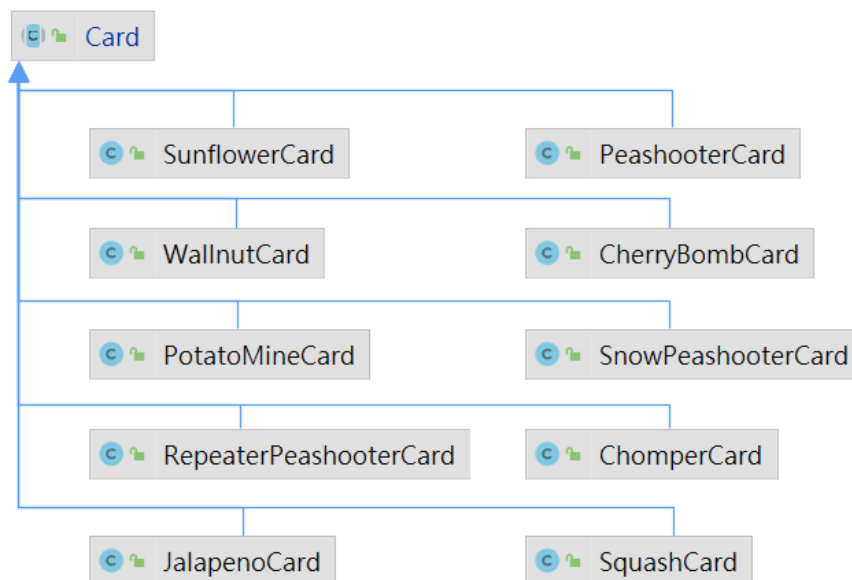 Card
SunflowerCard
PeashooterCard
WallnutCard
CherryBombCard
PotatoMineCard
SnowPeashooterCard
RepeaterPeashooterCard
ChomperCard
JalapenoCard
SquashCard